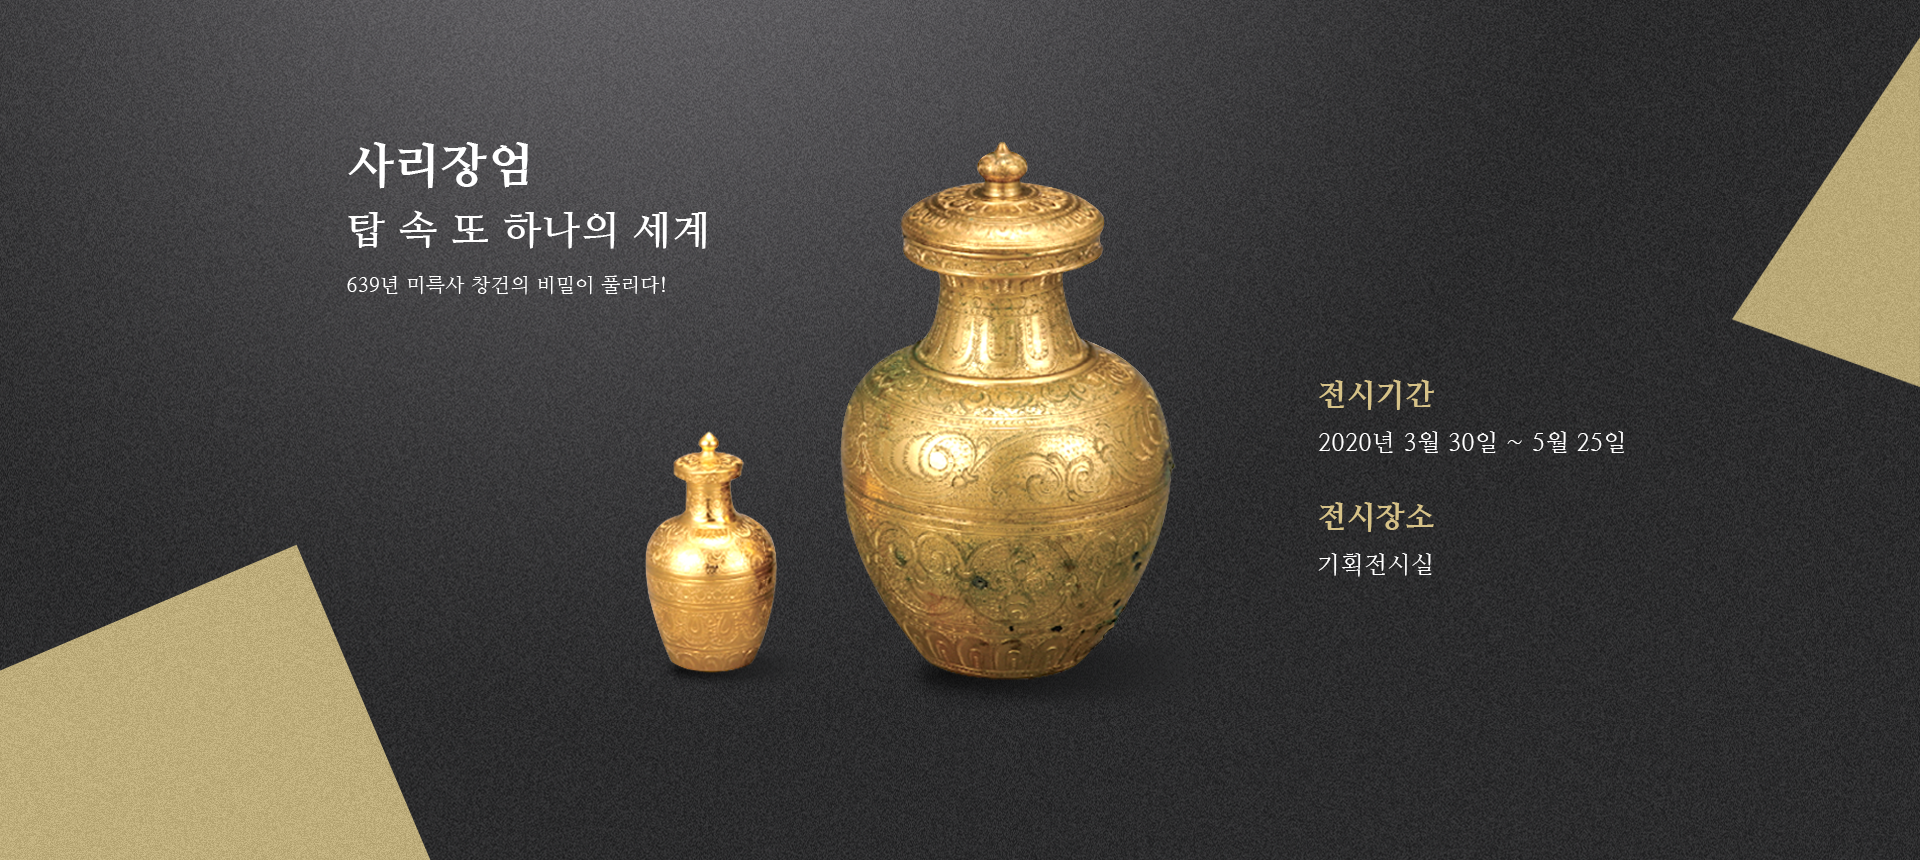 사리장엄
탑 속 또 하나의 세계
639년 미륵사 창건의 비밀이 풀리다!
전시기간
2020년 3월 30일 ~ 5월 25일
전시장소
기획전시실